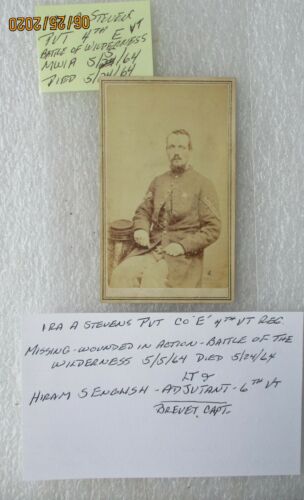 06/25/2020
IRA A STEVEN
PVT 4TH E VT
BATTLE OF WILDERNESS
MWIA 5/5/64
DIED 5/24/64
IRA A STEVENS PVT CO "E" 4TH VT REG
MISSING - WOUNDED IN ACTION - BATTLE OF THE
WILDERNESS 5/5/64 DIED 5/24/64
LT &
HIRAM S ENGLISH - ADJUTANT - 6TH VT
BREVET CAPT.